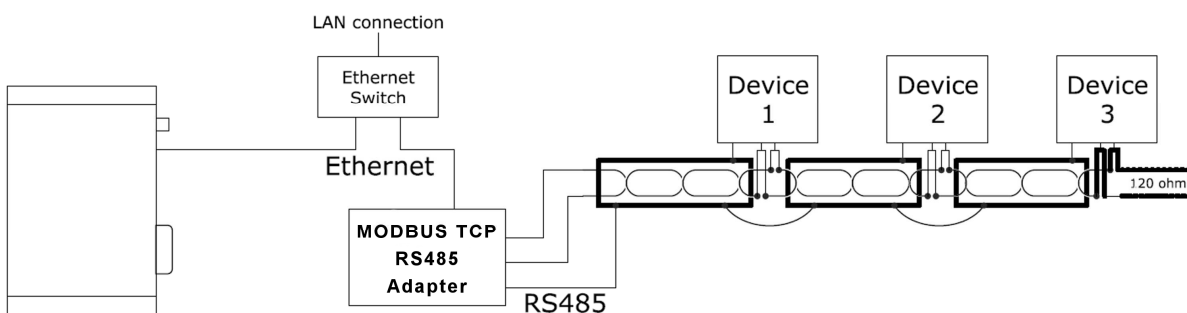 LAN connection
Ethernet
Switch
Ethernet
MODBUS TCP
RS485
Adapter
RS485
Device
1
Device
2
Device
3
120 ohm